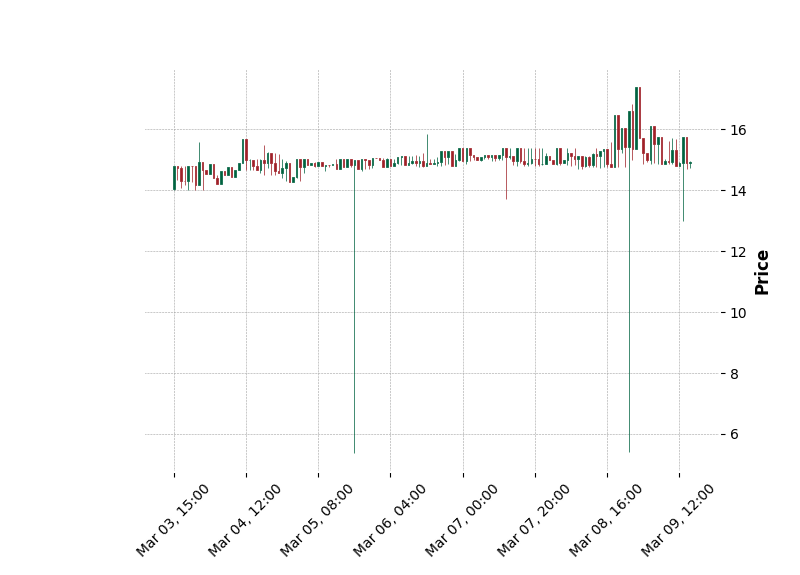 16
14
12
10
8
6
Price
Mar 03, 15:00
Mar 04, 12:00
Mar 05, 08:00
Mar 06, 04:00
Mar 07, 00:00
Mar 07, 20:00
Mar 08, 16:00
Mar 09, 12:00